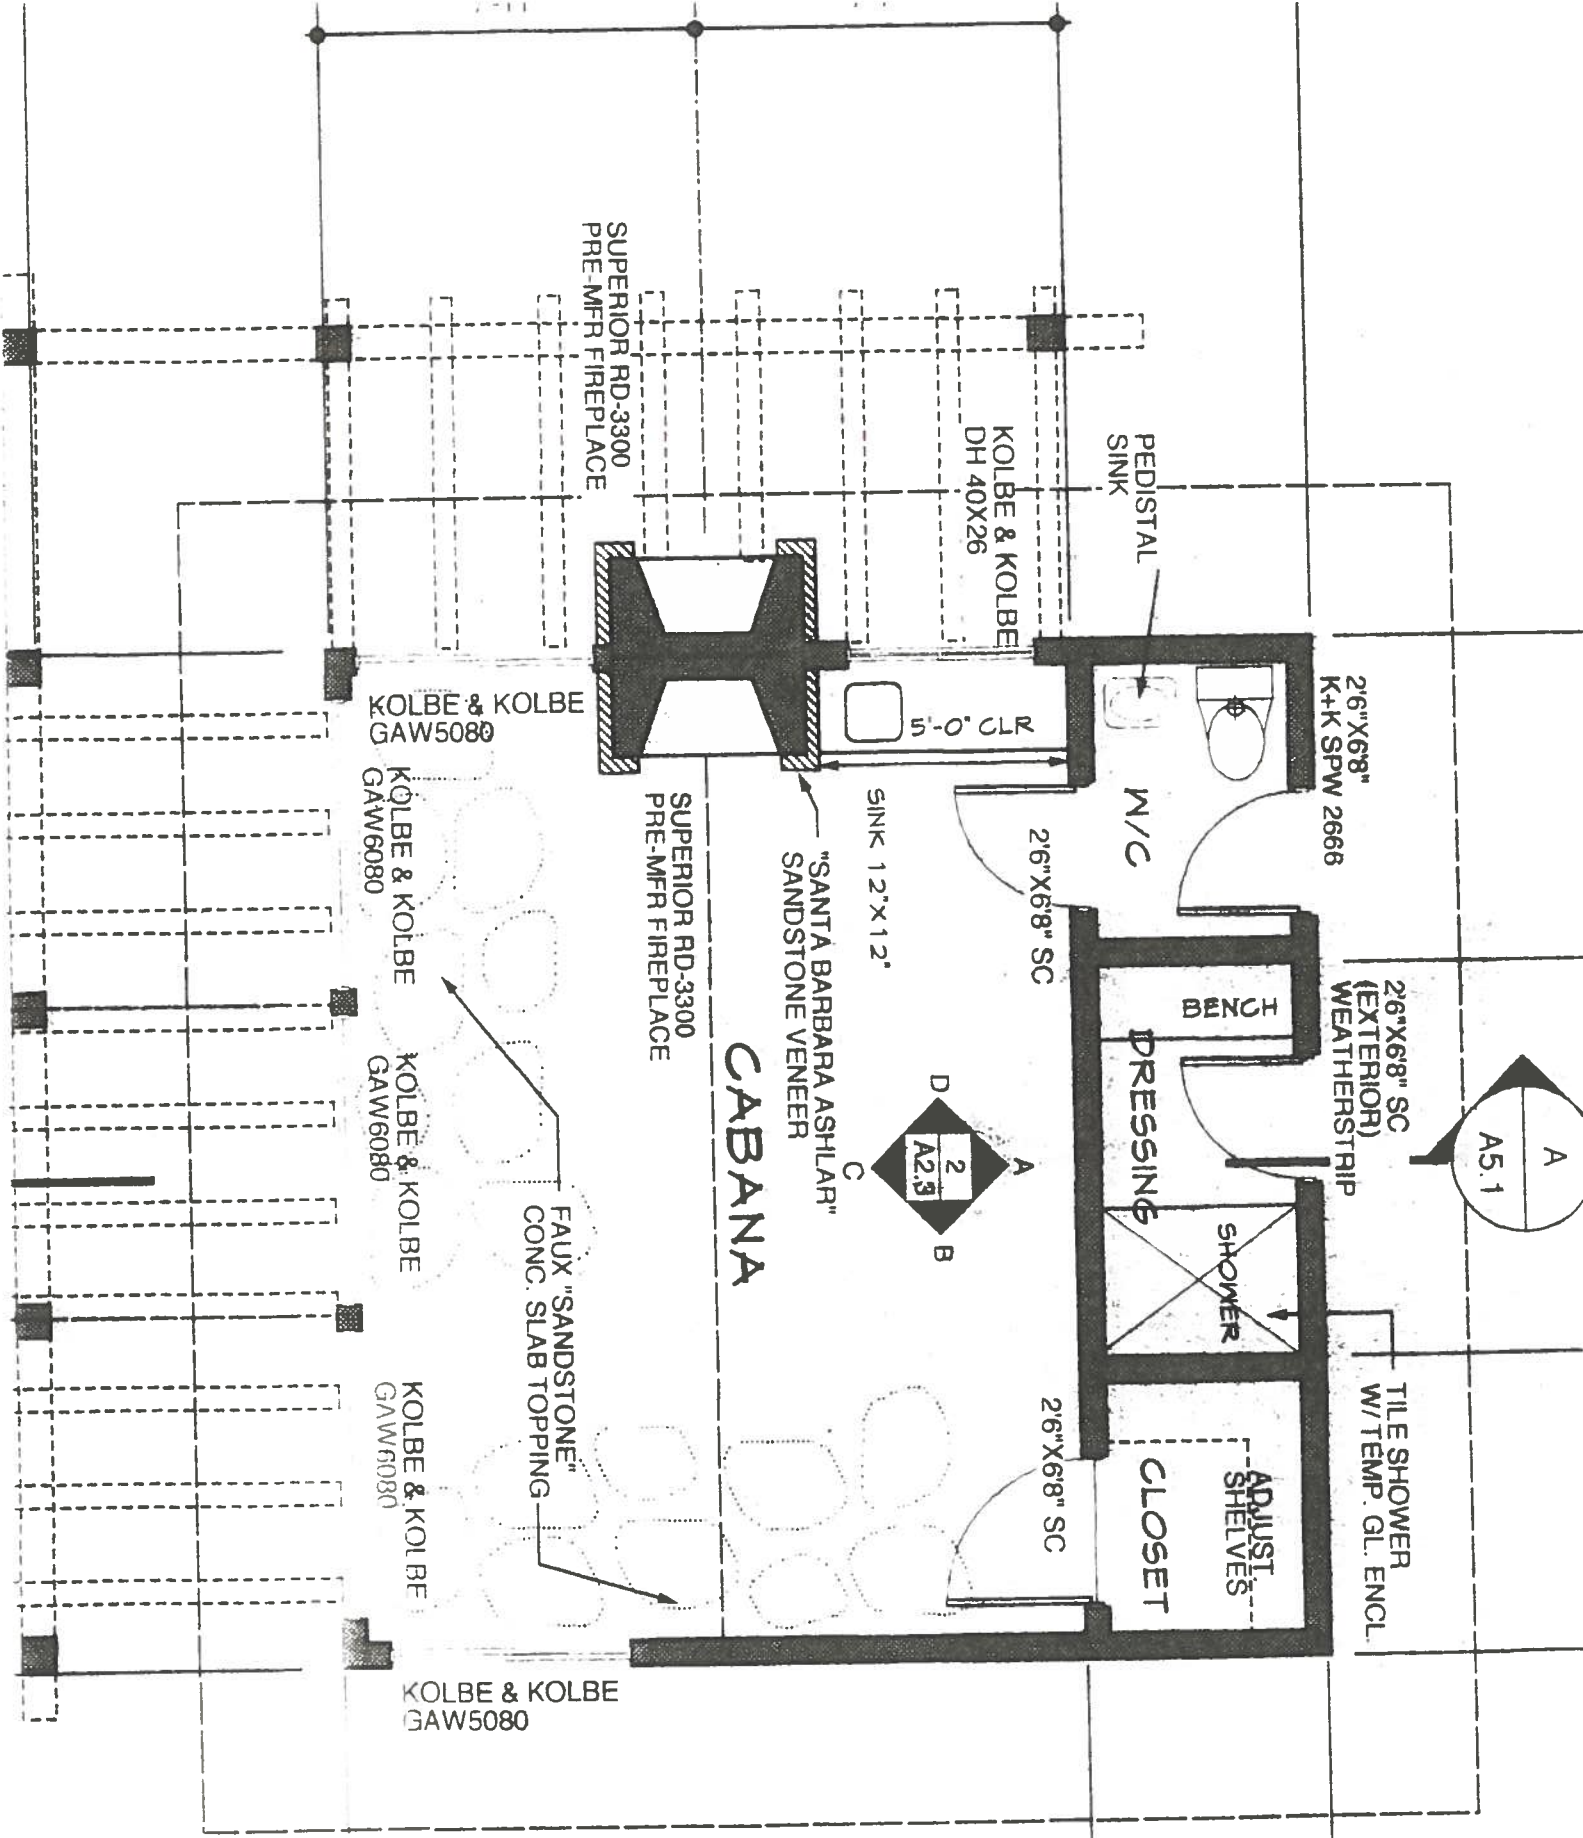 SUPERIOR RD-3300
PRE-MFR FIREPLACE
KOLBE & KOLBE
DH 40X26
PEDISTAL
SINK
2'6"X6'8"
K+K SPW 2666
KOLBE & KOLBE
GAW5080
5'-0" CLR
W/C
SINK 12"X12"
2'6"X6'8" SC
"SANTA BARBARA ASHLAR"
SANDSTONE VENEER
SUPERIOR RD-3300
PRE-MFR FIREPLACE
KOLBE & KOLBE
GAW6080
BENCH
DRESSING
2'6"X6'8" SC
(EXTERIOR)
WEATHERSTRIP
A
A5.1
CABANA
D
A
2
A2.3
C
B
KOLBE & KOLBE
GAW6080
FAUX "SANDSTONE"
CONC. SLAB TOPPING
SHOWER
TILE SHOWER
W/ TEMP. GL. ENCL.
2'6"X6'8" SC
CLOSET
ADJUST.
SHELVES
KOLBE & KOLBE
GAW6080
KOLBE & KOLBE
GAW5080